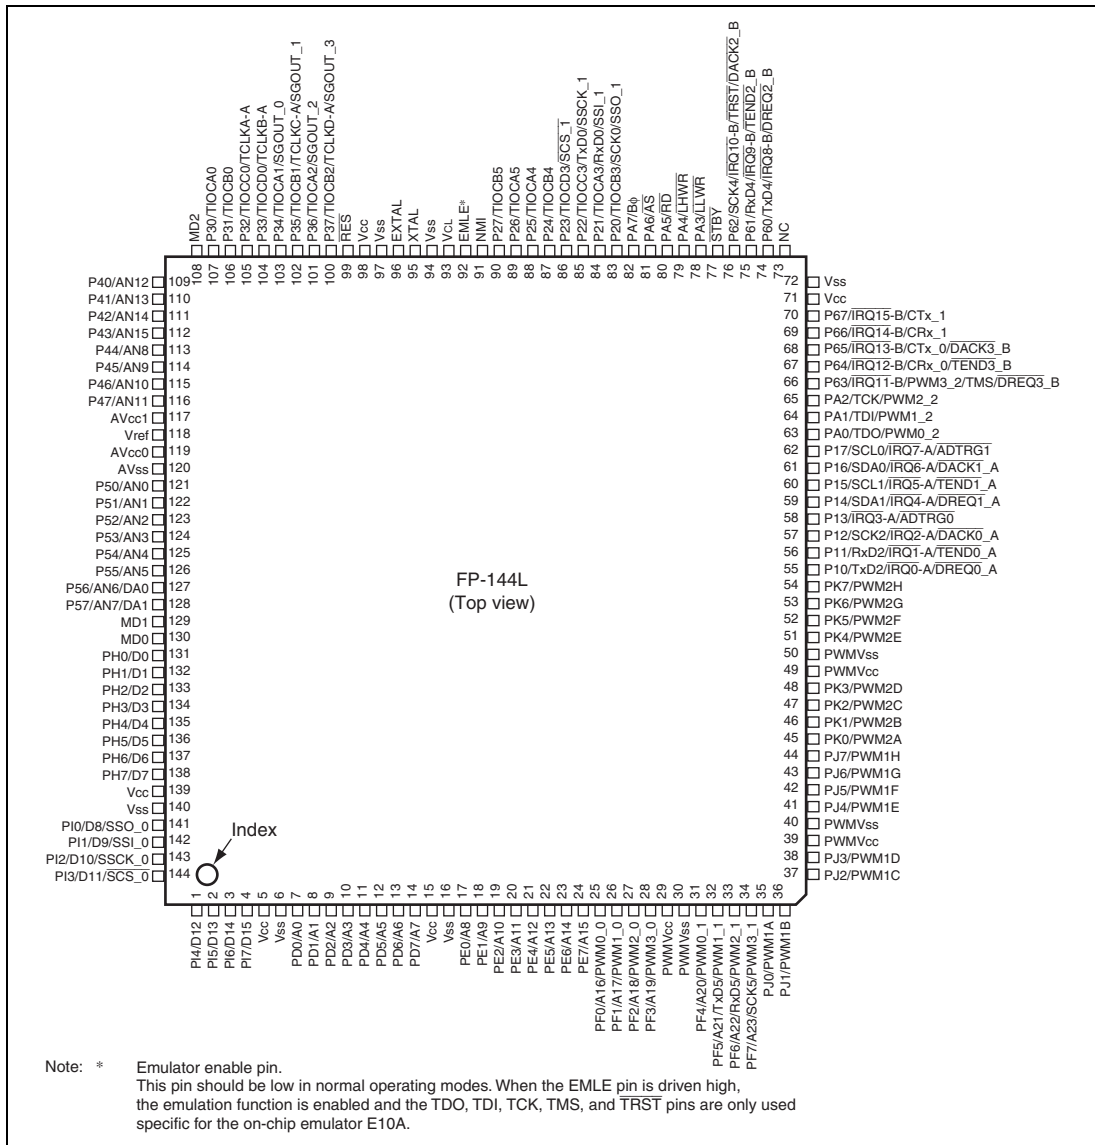 MD2
P30/TIOCA0
P31/TIOCB0
P32/TIOCC0/TCLKA-A
P33/TIOCD0/TCLKB-A
P34/TIOCA1/SGOUT_0
P35/TIOCB1/TCLKC-A/SGOUT_1
P36/TIOCA2/SGOUT_2
P37/TIOCB2/TCLKD-A/SGOUT_3
RES
Vcc
Vss
EXTAL
XTAL
Vss
VCL
EMLE*
NMI
P27/TIOCB5
P26/TIOCA5
P25/TIOCA4
P24/TIOCB4
P23/TIOCD3/SCS_1
P22/TIOCC3/TxD0/SSCK_1
P21/TIOCA3/RxD0/SSI_1
P20/TIOCB3/SCK0/SSO_1
PA7/Bφ
PA6/AS
PA5/RD
PA4/LHWR
PA3/LLWR
STBY
P62/SCK4/IRQ10-B/TRST/DACK2_B
P61/RxD4/IRQ9-B/TEND2_B
P60/TxD4/IRQ8-B/DREQ2_B
NC
108
107
106
105
104
103
102
101
100
99
98
97
96
95
94
93
92
91
90
89
88
87
86
85
84
83
82
81
80
79
78
77
76
75
74
73
P40/AN12 109
P41/AN13 110
P42/AN14 111
P43/AN15 112
P44/AN8 113
P45/AN9 114
P46/AN10 115
P47/AN11 116
AVcc1 117
Vref 118
AVcc0 119
AVss 120
P50/AN0 121
P51/AN1 122
P52/AN2 123
P53/AN3 124
P54/AN4 125
P55/AN5 126
P56/AN6/DA0 127
P57/AN7/DA1 128
MD1 129
MD0 130
PH0/D0 131
PH1/D1 132
PH2/D2 133
PH3/D3 134
PH4/D4 135
PH5/D5 136
PH6/D6 137
PH7/D7 138
Vcc 139
Vss 140
PI0/D8/SSO_0 141
PI1/D9/SSI_0 142
PI2/D10/SSCK_0 143
PI3/D11/SCS_0 144
FP-144L
(Top view)
Index
72 Vss
71 Vcc
70 P67/IRQ15-B/CTx_1
69 P66/IRQ14-B/CRx_1
68 P65/IRQ13-B/CTx_0/DACK3_B
67 P64/IRQ12-B/CRx_0/TEND3_B
66 P63/IRQ11-B/PWM3_2/TMS/DREQ3_B
65 PA2/TCK/PWM2_2
64 PA1/TDI/PWM1_2
63 PA0/TDO/PWM0_2
62 P17/SCL0/IRQ7-A/ADTRG1
61 P16/SDA0/IRQ6-A/DACK1_A
60 P15/SCL1/IRQ5-A/TEND1_A
59 P14/SDA1/IRQ4-A/DREQ1_A
58 P13/IRQ3-A/ADTRG0
57 P12/SCK2/IRQ2-A/DACK0_A
56 P11/RxD2/IRQ1-A/TEND0_A
55 P10/TxD2/IRQ0-A/DREQ0_A
54 PK7/PWM2H
53 PK6/PWM2G
52 PK5/PWM2F
51 PK4/PWM2E
50 PWMVss
49 PWMVcc
48 PK3/PWM2D
47 PK2/PWM2C
46 PK1/PWM2B
45 PK0/PWM2A
44 PJ7/PWM1H
43 PJ6/PWM1G
42 PJ5/PWM1F
41 PJ4/PWM1E
40 PWMVss
39 PWMVcc
38 PJ3/PWM1D
37 PJ2/PWM1C
1
2
3
4
5
6
7
8
9
10
11
12
13
14
15
16
17
18
19
20
21
22
23
24
25
26
27
28
29
30
31
32
33
34
35
36
PI4/D12
PI5/D13
PI6/D14
PI7/D15
Vcc
Vss
PD0/A0
PD1/A1
PD2/A2
PD3/A3
PD4/A4
PD5/A5
PD6/A6
PD7/A7
Vcc
Vss
PE0/A8
PE1/A9
PE2/A10
PE3/A11
PE4/A12
PE5/A13
PE6/A14
PE7/A15
PF0/A16/PWM0_0
PF1/A17/PWM1_0
PF2/A18/PWM2_0
PF3/A19/PWM3_0
PWMVcc
PWMVss
PF4/A20/PWM0_1
PF5/A21/TxD5/PWM1_1
PF6/A22/RxD5/PWM2_1
PF7/A23/SCK5/PWM3_1
PJ0/PWM1A
PJ1/PWM1B
Note: * Emulator enable pin.
This pin should be low in normal operating modes. When the EMLE pin is driven high,
the emulation function is enabled and the TDO, TDI, TCK, TMS, and TRST pins are only used
specific for the on-chip emulator E10A.